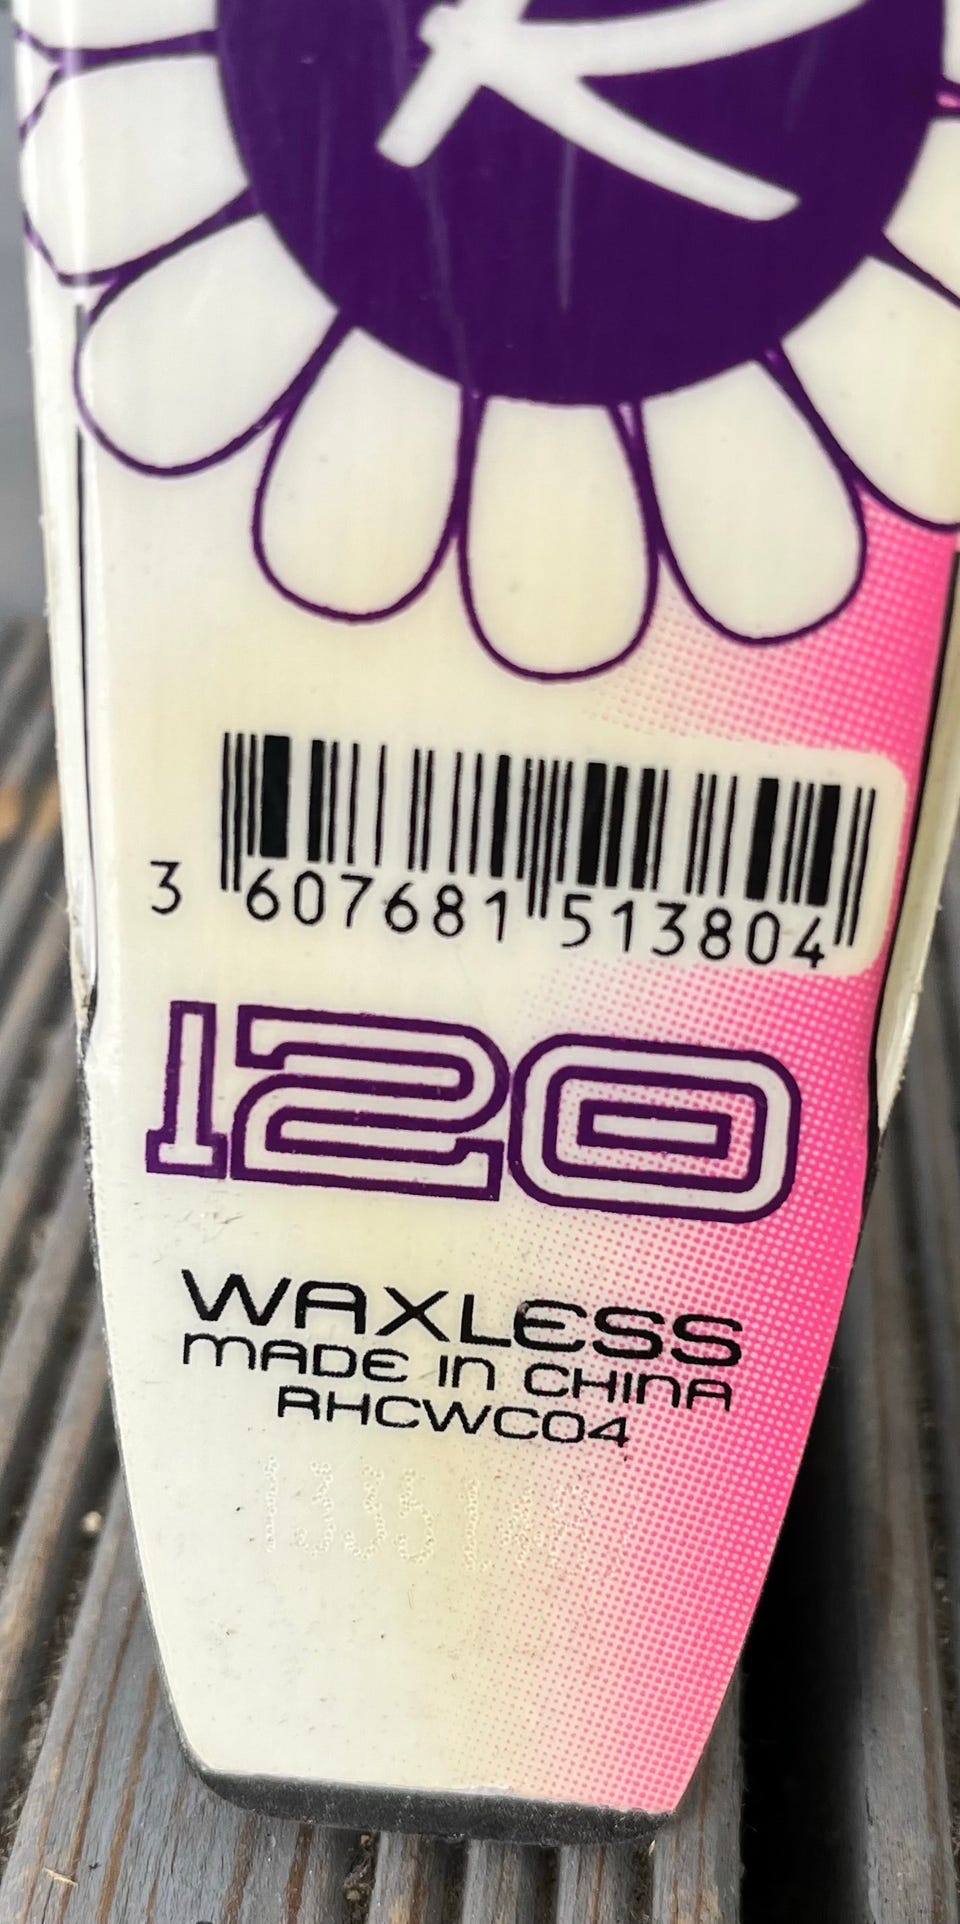 3 607681 513804
120
WAXLESS
MADE IN CHINA
RHCWC04